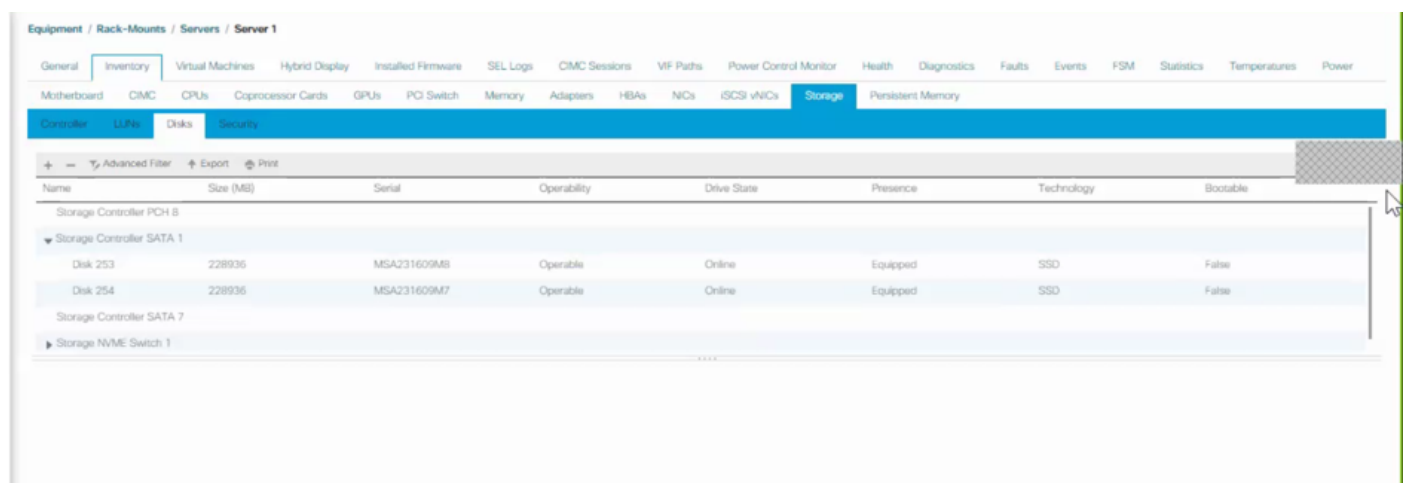 Equipment / Rack-Mounts / Servers / Server 1
General Inventory Virtual Machines Hybrid Display Installed Firmware SEL Logs CIMC Sessions VIF Paths Power Control Monitor Health Diagnostics Faults Events FSM Statistics Temperatures Power
Motherboard CIMC CPUs Coprocessor Cards GPUs PCI Switch Memory Adapters HBAs NICs iSCSI vNICs Storage Persistent Memory
Controller LUNs Disks Security
+ − Advanced Filter Export Print
Name Size (MB) Serial Operability Drive State Presence Technology Bootable
Storage Controller PCH 8
Storage Controller SATA 1
Disk 253 228936 MSA231609M8 Operable Online Equipped SSD False
Disk 254 228936 MSA231609M7 Operable Online Equipped SSD False
Storage Controller SATA 7
Storage NVME Switch 1